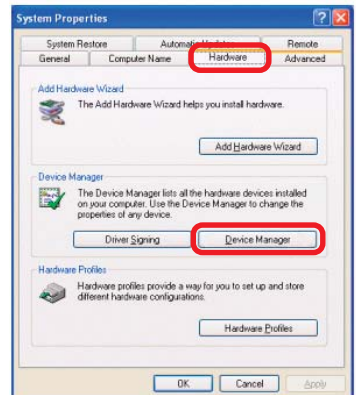 System Properties
System Restore Automatic Updates Remote
General Computer Name Hardware Advanced
Add Hardware Wizard
The Add Hardware Wizard helps you install hardware.
Add Hardware Wizard
Device Manager
The Device Manager lists all the hardware devices installed
on your computer. Use the Device Manager to change the
properties of any device.
Driver Signing Device Manager
Hardware Profiles
Hardware profiles provide a way for you to set up and store
different hardware configurations.
Hardware Profiles
OK Cancel Apply